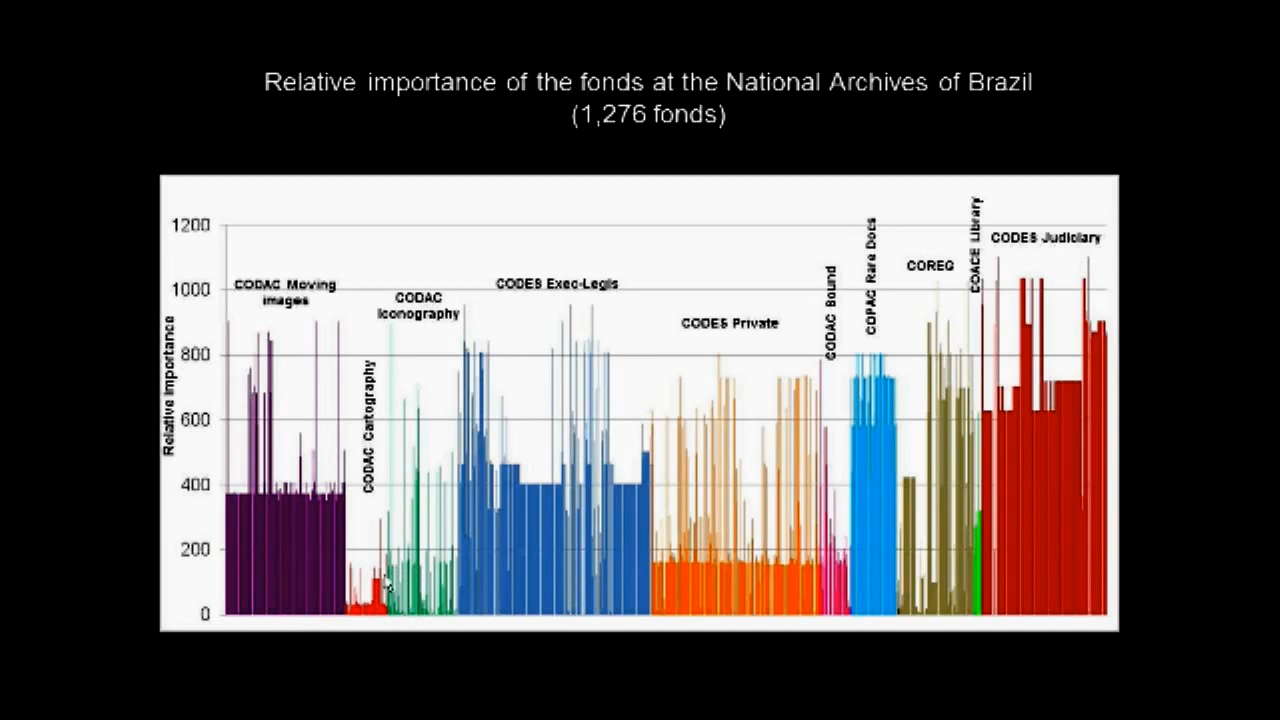 Relative importance of the fonds at the National Archives of Brazil
(1,276 fonds)
1200
1000
800
600
400
200
0
Relative Importance
CODAC Moving
images
CODAC Cartography
CODAC
Iconography
CODES Exec-Legis
CODES Private
CODAC Bound
COPAC Rare Docs
COREG
COACE Library
CODES Judiciary